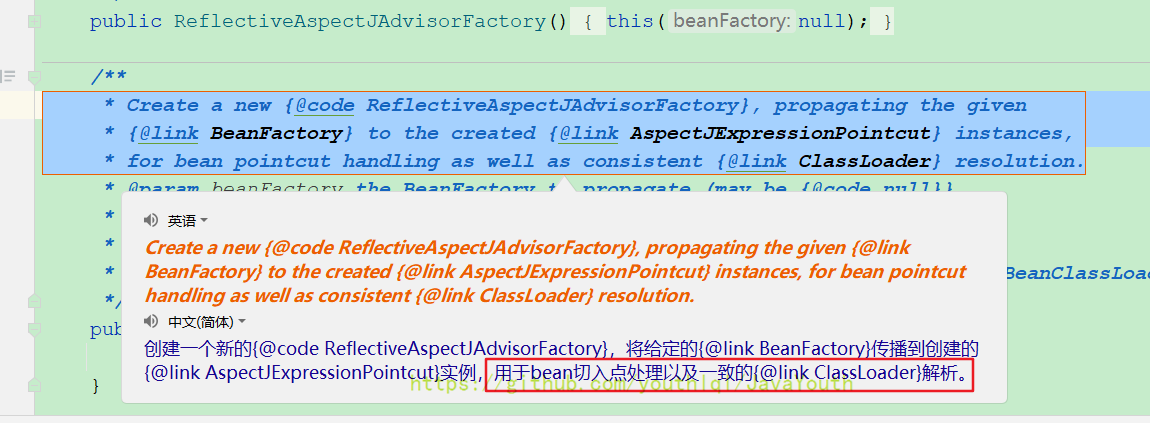 public ReflectiveAspectJAdvisorFactory() { this( beanFactory: null); }
/**
* Create a new {@code ReflectiveAspectJAdvisorFactory}, propagating the given
* {@link BeanFactory} to the created {@link AspectJExpressionPointcut} instances,
* for bean pointcut handling as well as consistent {@link ClassLoader} resolution.
* @param beanFactory the BeanFactory to propagate (may be {@code null}}
*
英语
*
Create a new {@code ReflectiveAspectJAdvisorFactory}, propagating the given {@link
* BeanClassLoa
BeanFactory} to the created {@link AspectJExpressionPointcut} instances, for bean pointcut
handling as well as consistent {@link ClassLoader} resolution.
*/
pub
中文(简体)
创建一个新的{@code ReflectiveAspectJAdvisorFactory}，将给定的{@link BeanFactory}传播到创建的
{@link AspectJExpressionPointcut}实例，用于bean切入点处理以及一致的{@link ClassLoader}解析。
https://github.com/youthlql/JavaYouth
}